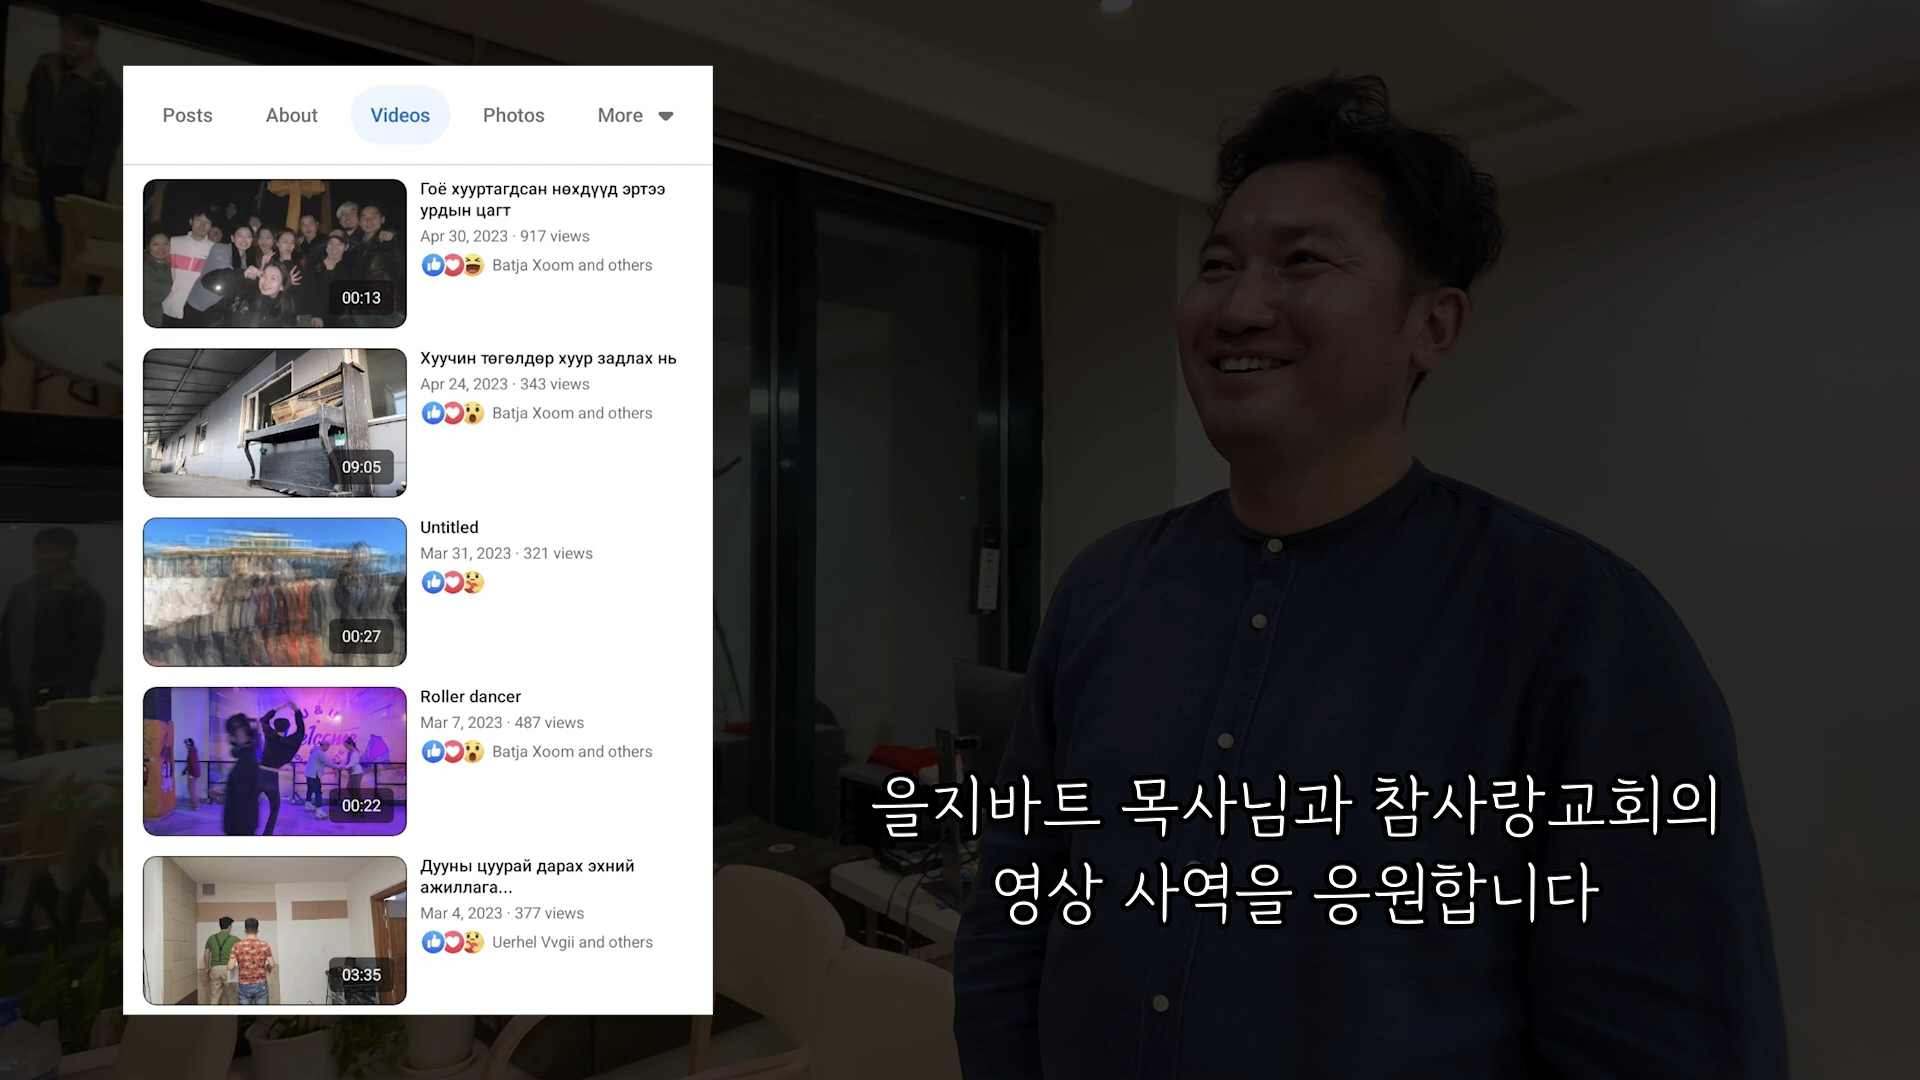 Posts About Videos Photos More
Гоё хууртагдсан нөхдүүд эртээ
урдын цагт
Apr 30, 2023 · 917 views
Batja Xoom and others
00:13
Хуучин төгөлдөр хуур задлах нь
Apr 24, 2023 · 343 views
Batja Xoom and others
09:05
Untitled
Mar 31, 2023 · 321 views
00:27
Roller dancer
Mar 7, 2023 · 487 views
Batja Xoom and others
welcome
00:22
Дууны цуурай дарах эхний
ажиллага...
Mar 4, 2023 · 377 views
Uerhel Vvgii and others
03:35
을지바트 목사님과 참사랑교회의
영상 사역을 응원합니다